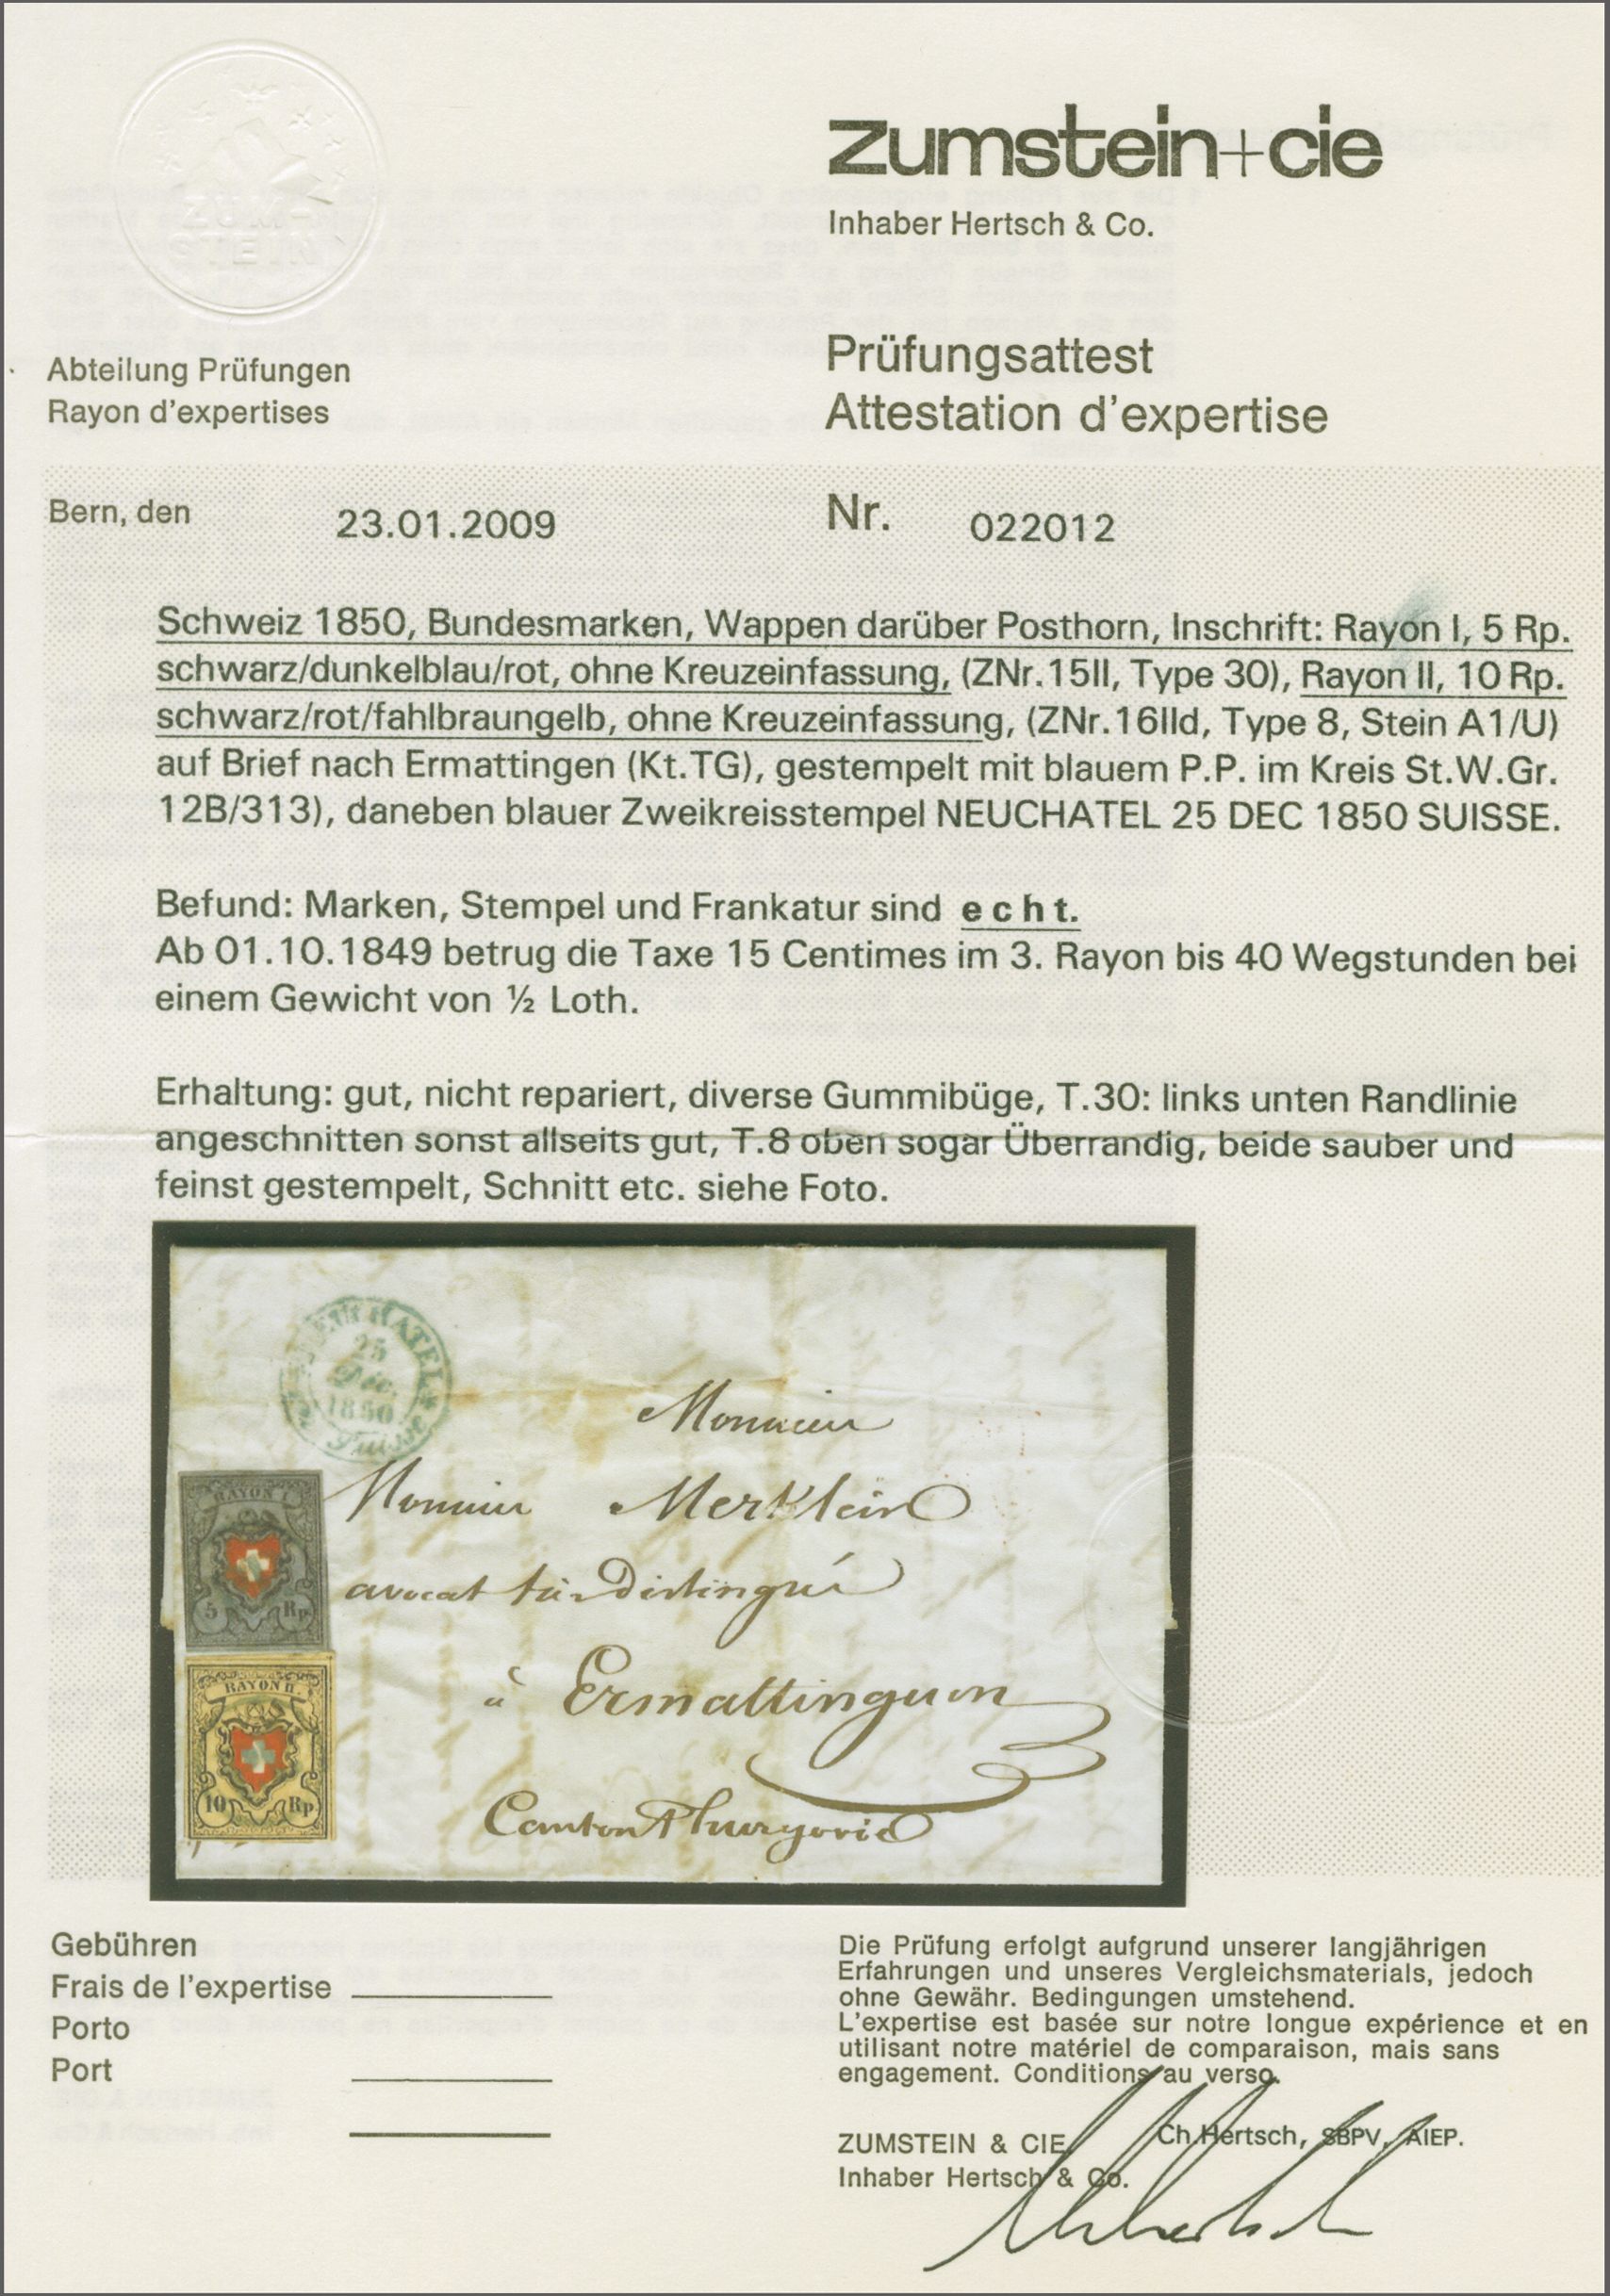 ZUM-
STEIN
zumstein+cie
Inhaber Hertsch & Co.
Abteilung Prüfungen
Rayon d'expertises
Prüfungsattest
Attestation d'expertise
Bern, den 23.01.2009
Nr. 022012
Schweiz 1850, Bundesmarken, Wappen darüber Posthorn, Inschrift: Rayon I, 5 Rp.
schwarz/dunkelblau/rot, ohne Kreuzeinfassung, (ZNr.15II, Type 30), Rayon II, 10 Rp.
schwarz/rot/fahlbraungelb, ohne Kreuzeinfassung, (ZNr.16IId, Type 8, Stein A1/U)
auf Brief nach Ermattingen (Kt.TG), gestempelt mit blauem P.P. im Kreis St.W.Gr.
12B/313), daneben blauer Zweikreisstempel NEUCHATEL 25 DEC 1850 SUISSE.
Befund: Marken, Stempel und Frankatur sind echt.
Ab 01.10.1849 betrug die Taxe 15 Centimes im 3. Rayon bis 40 Wegstunden bei
einem Gewicht von ½ Loth.
Erhaltung: gut, nicht repariert, diverse Gummibüge, T.30: links unten Randlinie
angeschnitten sonst allseits gut, T.8 oben sogar Überrandig, beide sauber und
feinst gestempelt, Schnitt etc. siehe Foto.
NEUCHATEL
25
Déc.
1850
Suisse
Monsieur
Monsieur Merklein
avocat très Distingué
à Ermattinguen
Canton Thurgovie
RAYON I.
5 Rp.
RAYON II.
10 Rp.
Gebühren
Frais de l'expertise
Porto
Port
Die Prüfung erfolgt aufgrund unserer langjährigen
Erfahrungen und unseres Vergleichsmaterials, jedoch
ohne Gewähr. Bedingungen umstehend.
L'expertise est basée sur notre longue expérience et en
utilisant notre matériel de comparaison, mais sans
engagement. Conditions au verso.
ZUMSTEIN & CIE
Ch.Hertsch, SBPV, AIEP.
Inhaber Hertsch & Co.